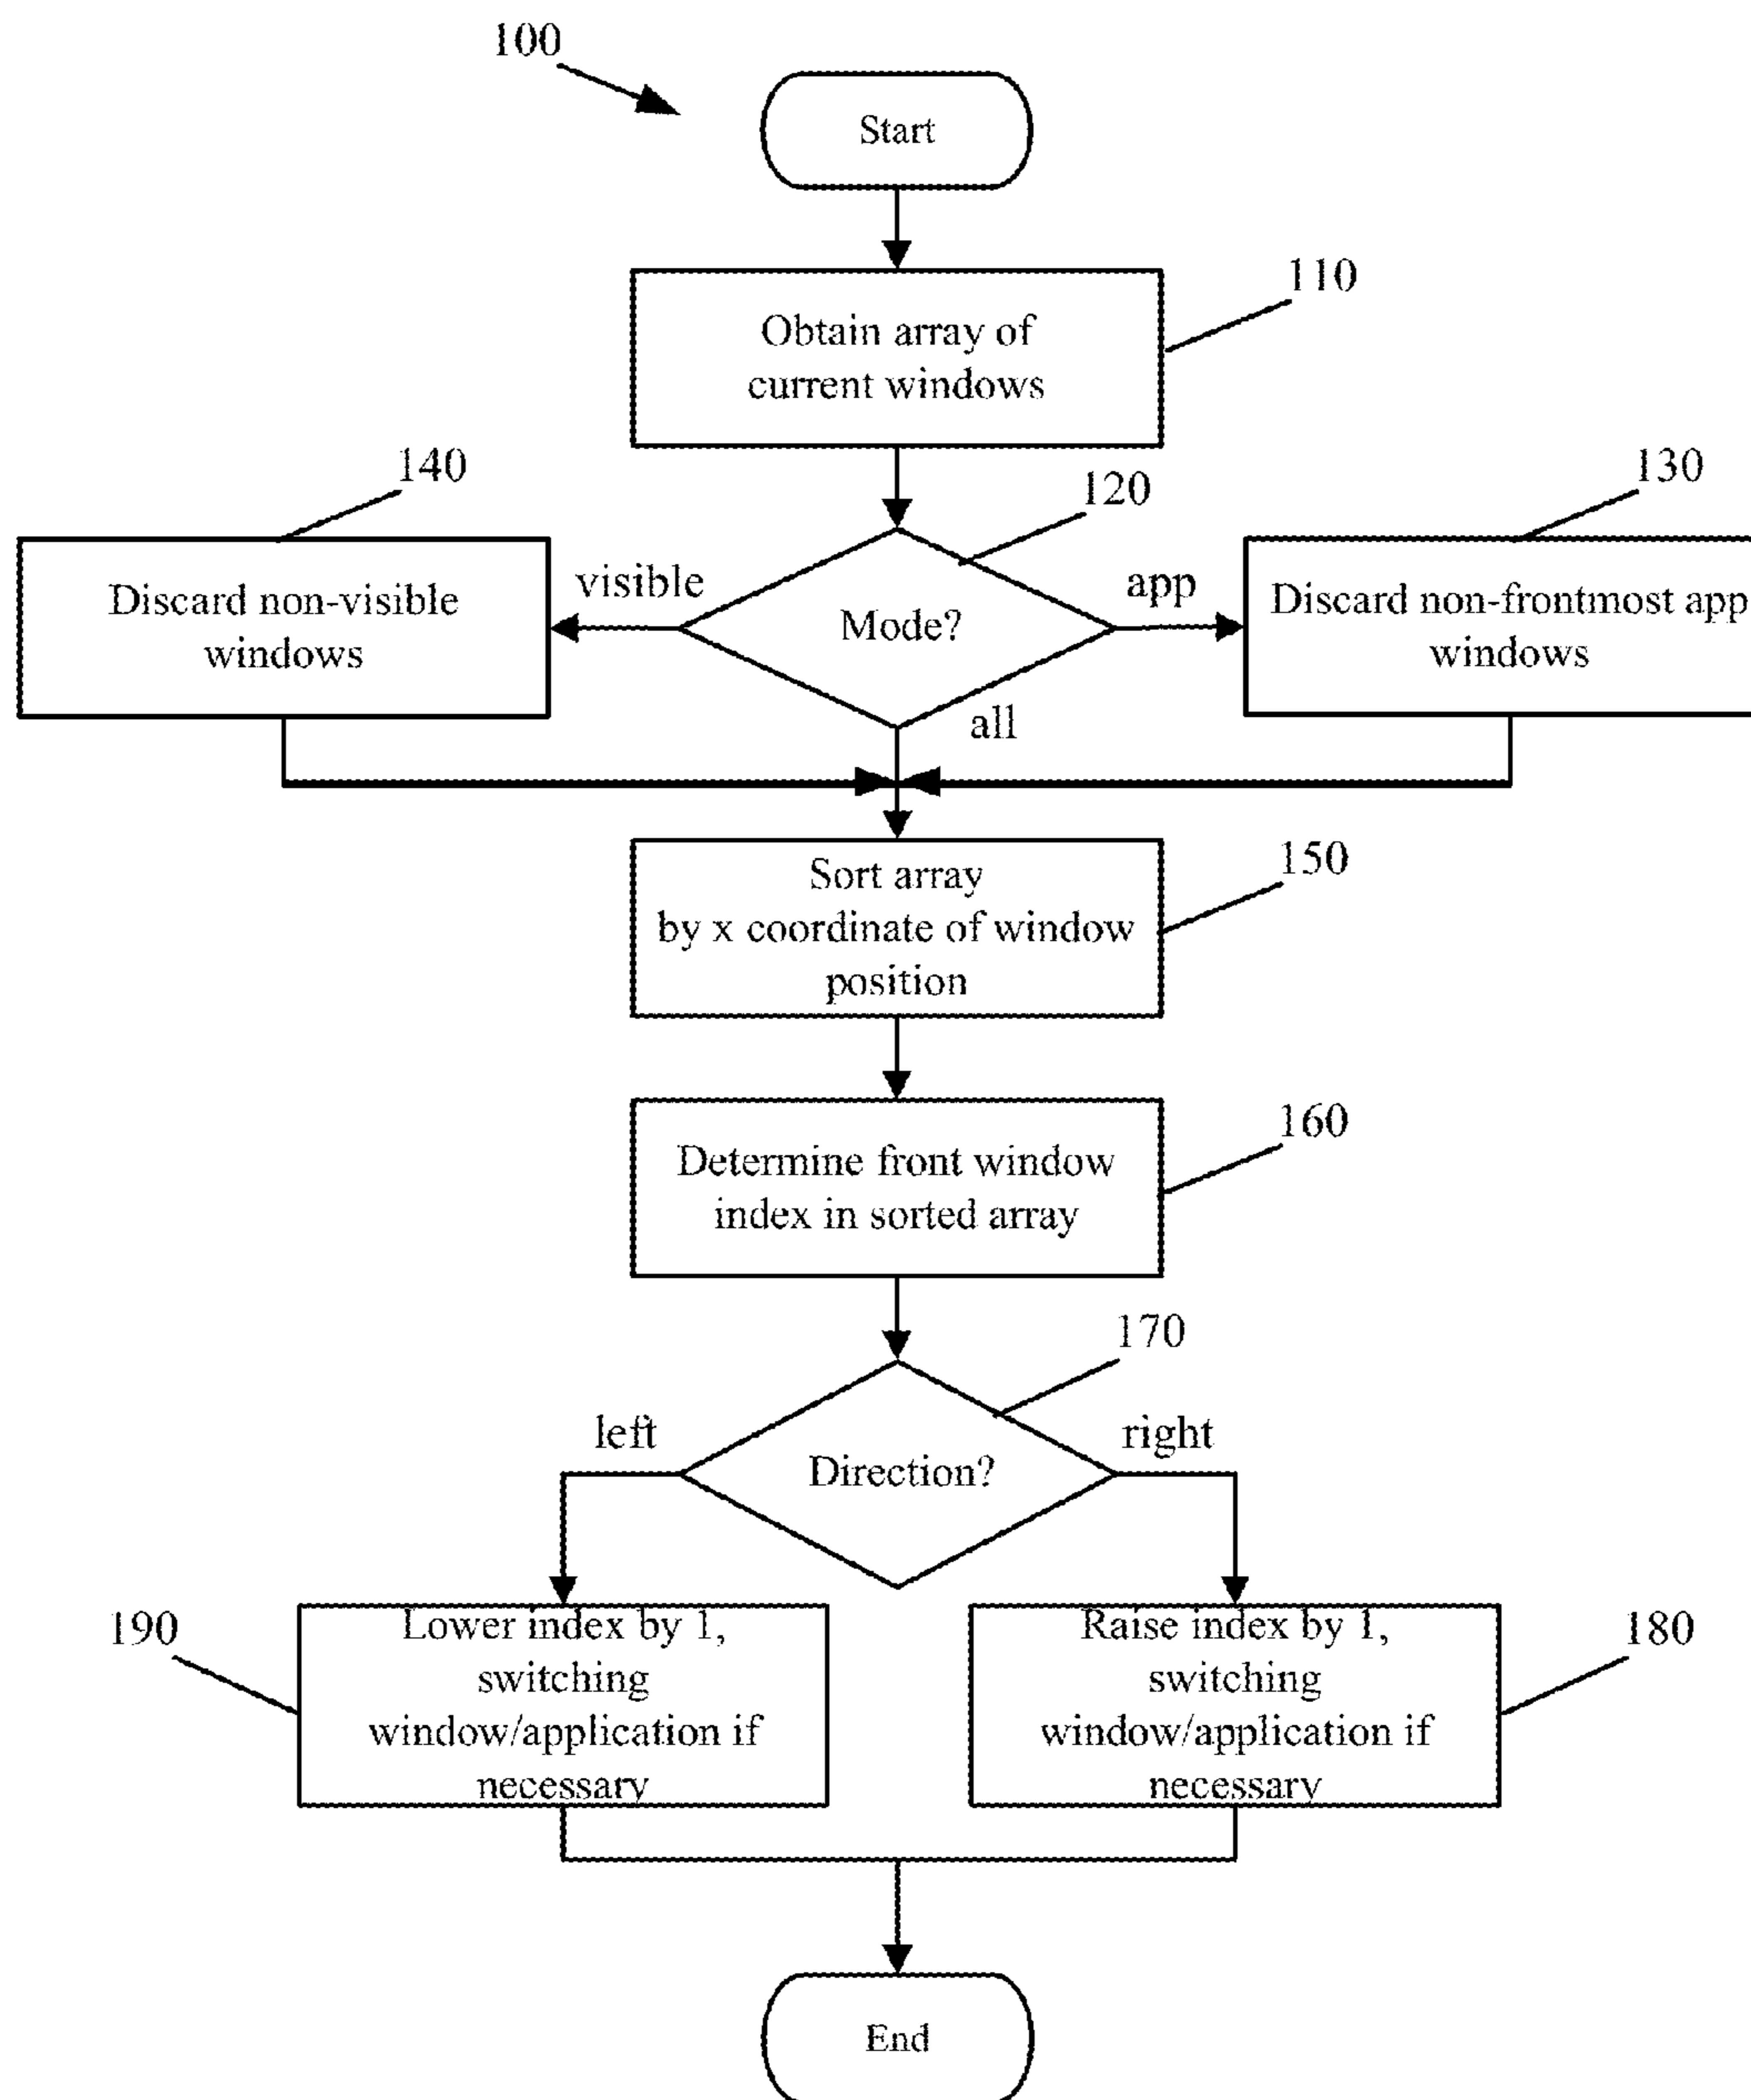 100
Start
110
Obtain array of
current windows
140
120
130
Discard non-visible
windows
visible
Mode?
app
Discard non-frontmost app
windows
all
150
Sort array
by x coordinate of window
position
160
Determine front window
index in sorted array
170
left
Direction?
right
190
Lower index by 1,
switching
window/application if
necessary
Raise index by 1,
switching
window/application if
necessary
180
End